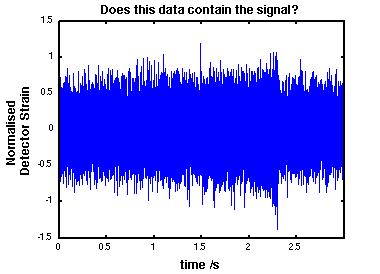 Does this data contain the signal?
1.5
1
0.5
0
-0.5
-1
-1.5
Normalised
Detector Strain
0 0.5 1 1.5 2 2.5
time /s